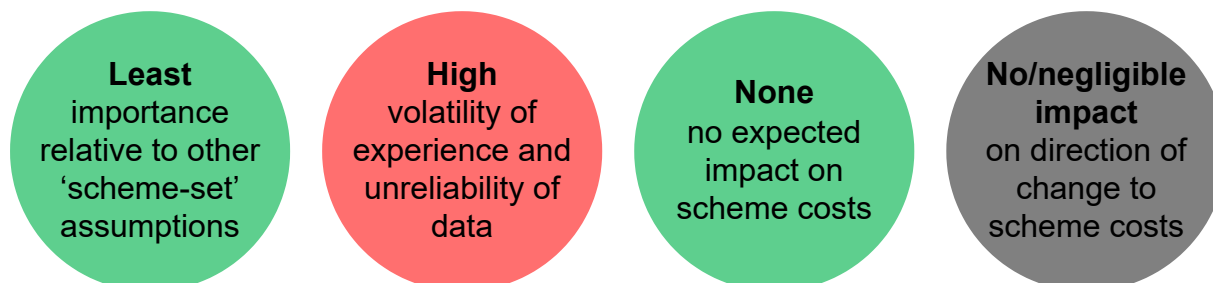 Least
importance
relative to other
‘scheme-set’
assumptions
High
volatility of
experience and
unreliability of
data
None
no expected
impact on
scheme costs
No/negligible
impact
on direction of
change to
scheme costs